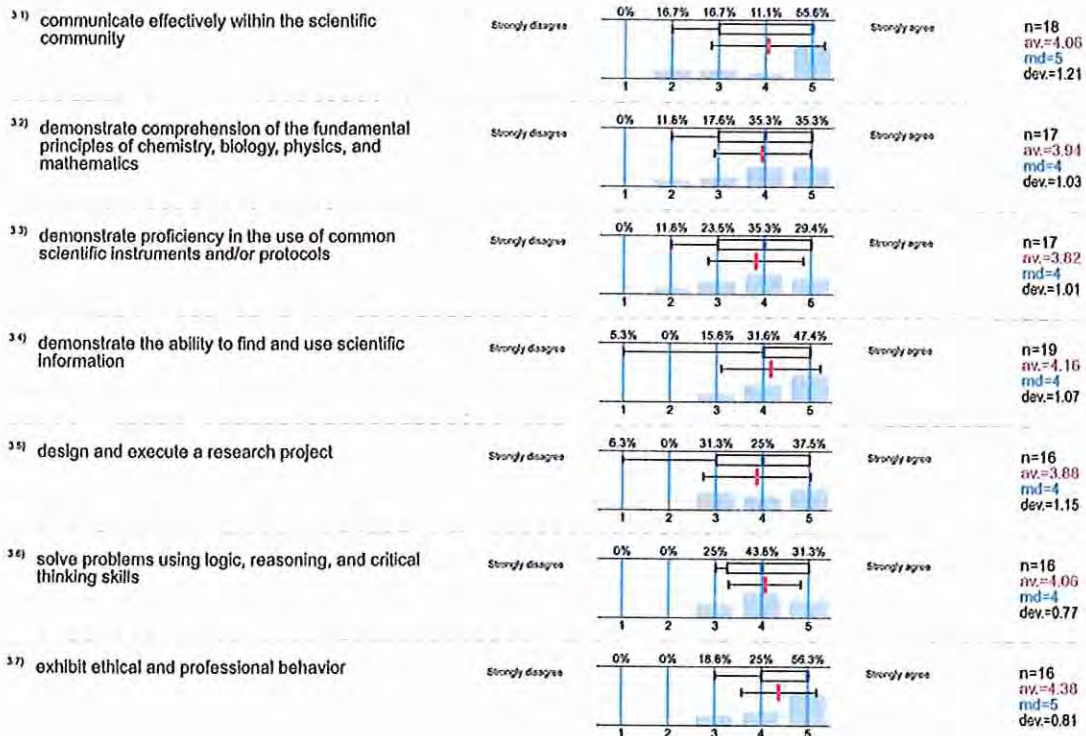 3.1) communicate effectively within the scientific community
Strongly disagree
0% 16.7% 16.7% 11.1% 55.6%
1 2 3 4 5
Strongly agree
n=18
av.=4.06
md=5
dev.=1.21
3.2) demonstrate comprehension of the fundamental principles of chemistry, biology, physics, and mathematics
Strongly disagree
0% 11.8% 17.6% 35.3% 35.3%
1 2 3 4 5
Strongly agree
n=17
av.=3.94
md=4
dev.=1.03
3.3) demonstrate proficiency in the use of common scientific instruments and/or protocols
Strongly disagree
0% 11.8% 23.5% 35.3% 29.4%
1 2 3 4 5
Strongly agree
n=17
av.=3.82
md=4
dev.=1.01
3.4) demonstrate the ability to find and use scientific information
Strongly disagree
5.3% 0% 15.8% 31.6% 47.4%
1 2 3 4 5
Strongly agree
n=19
av.=4.16
md=4
dev.=1.07
3.5) design and execute a research project
Strongly disagree
6.3% 0% 31.3% 25% 37.5%
1 2 3 4 5
Strongly agree
n=16
av.=3.88
md=4
dev.=1.15
3.6) solve problems using logic, reasoning, and critical thinking skills
Strongly disagree
0% 0% 25% 43.8% 31.3%
1 2 3 4 5
Strongly agree
n=16
av.=4.06
md=4
dev.=0.77
3.7) exhibit ethical and professional behavior
Strongly disagree
0% 0% 18.8% 25% 56.3%
1 2 3 4 5
Strongly agree
n=16
av.=4.38
md=5
dev.=0.81